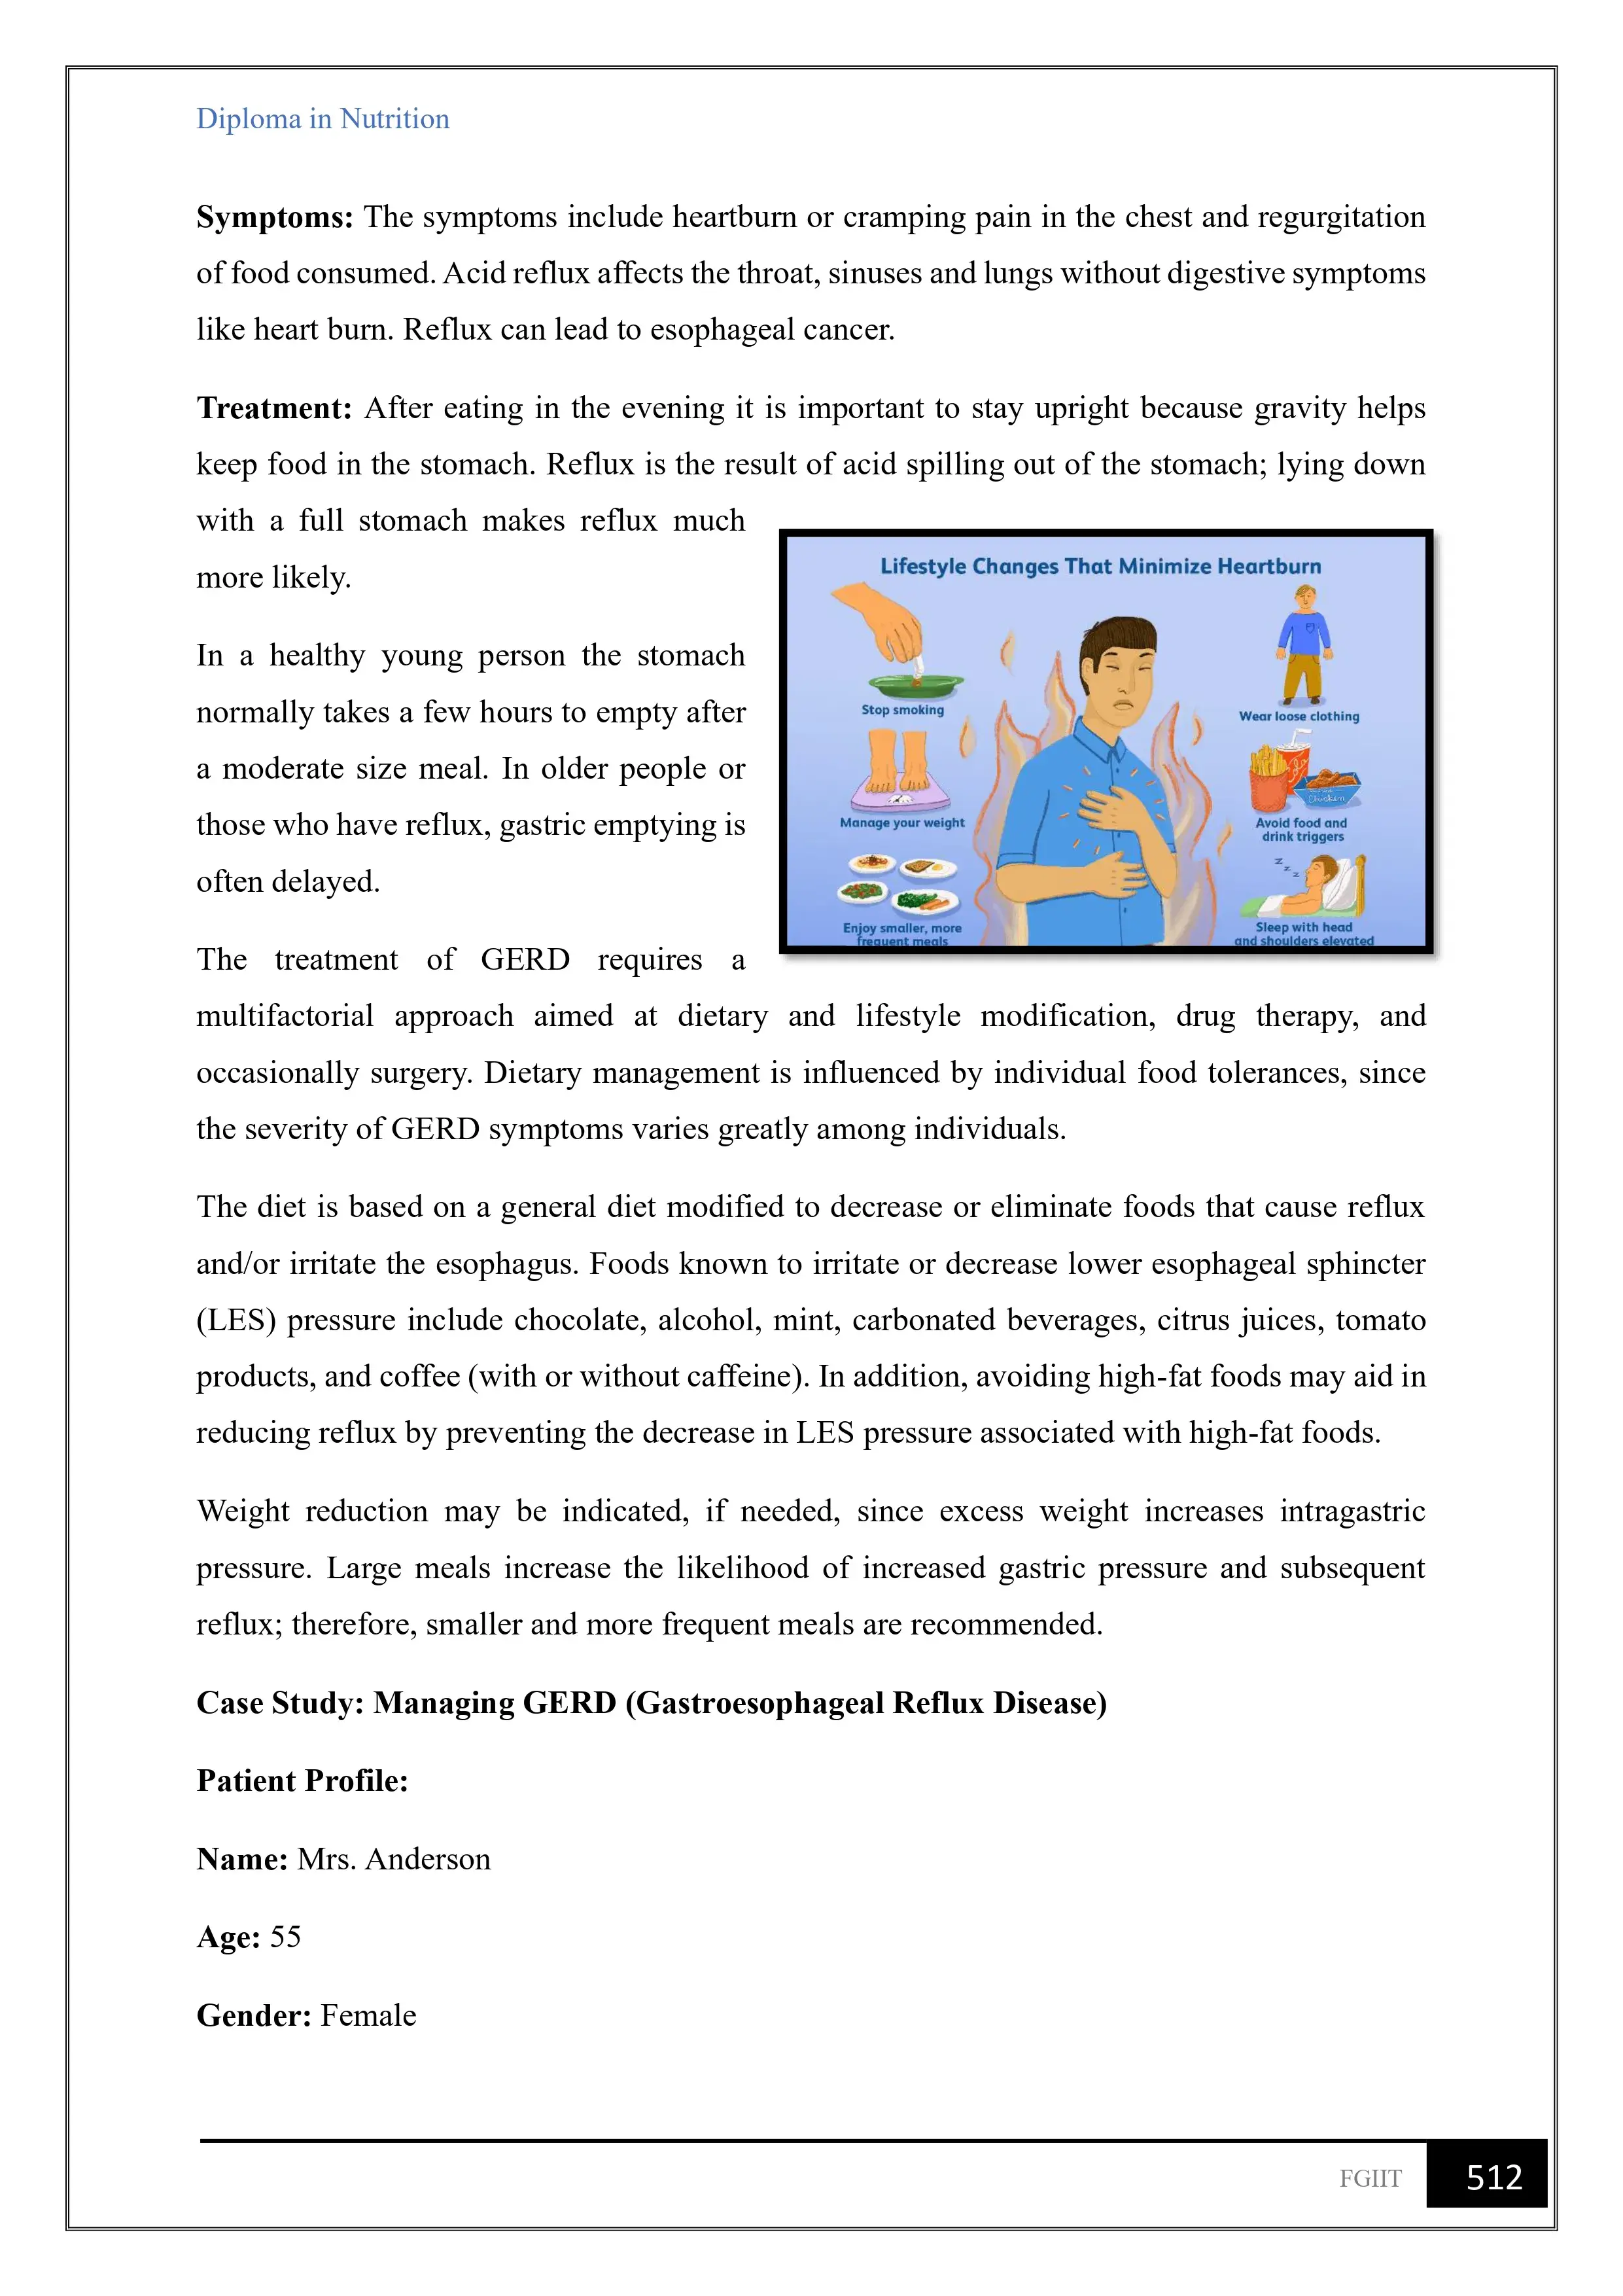 Diploma in Nutrition
Symptoms: The symptoms include heartburn or cramping pain in the chest and regurgitation
of food consumed. Acid reflux affects the throat, sinuses and lungs without digestive symptoms
like heart burn. Reflux can lead to esophageal cancer.
Treatment: After eating in the evening it is important to stay upright because gravity helps
keep food in the stomach. Reflux is the result of acid spilling out of the stomach; lying down
with a full stomach makes reflux much
more likely.
In a healthy young person the stomach
normally takes a few hours to empty after
a moderate size meal. In older people or
those who have reflux, gastric emptying is
often delayed.
Lifestyle Changes That Minimize Heartburn
Stop smoking
Manage your weight
Enjoy smaller, more
frequent meals
Wear loose clothing
Chicken
Avoid food and
drink triggers
z z z
Sleep with head
and shoulders elevated
The treatment of GERD requires a
multifactorial approach aimed at dietary and lifestyle modification, drug therapy, and
occasionally surgery. Dietary management is influenced by individual food tolerances, since
the severity of GERD symptoms varies greatly among individuals.
The diet is based on a general diet modified to decrease or eliminate foods that cause reflux
and/or irritate the esophagus. Foods known to irritate or decrease lower esophageal sphincter
(LES) pressure include chocolate, alcohol, mint, carbonated beverages, citrus juices, tomato
products, and coffee (with or without caffeine). In addition, avoiding high-fat foods may aid in
reducing reflux by preventing the decrease in LES pressure associated with high-fat foods.
Weight reduction may be indicated, if needed, since excess weight increases intragastric
pressure. Large meals increase the likelihood of increased gastric pressure and subsequent
reflux; therefore, smaller and more frequent meals are recommended.
Case Study: Managing GERD (Gastroesophageal Reflux Disease)
Patient Profile:
Name: Mrs. Anderson
Age: 55
Gender: Female
FGIIT 512